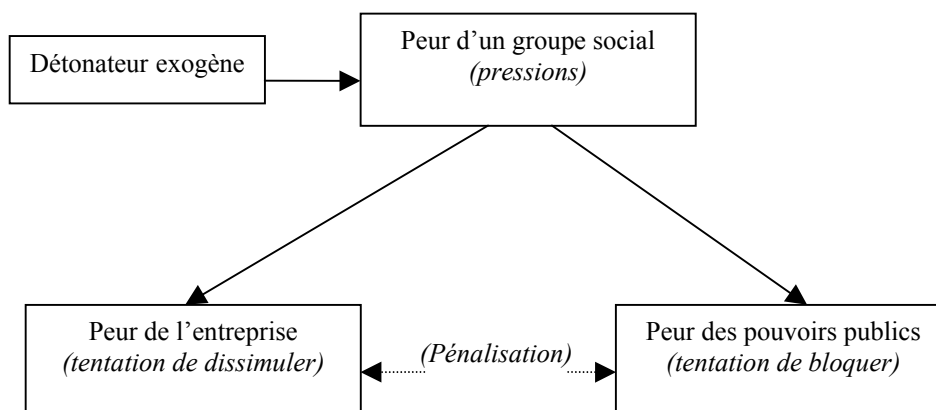 Détonateur exogène
Peur d’un groupe social
(pressions)
Peur de l’entreprise
(tentation de dissimuler)
(Pénalisation)
Peur des pouvoirs publics
(tentation de bloquer)